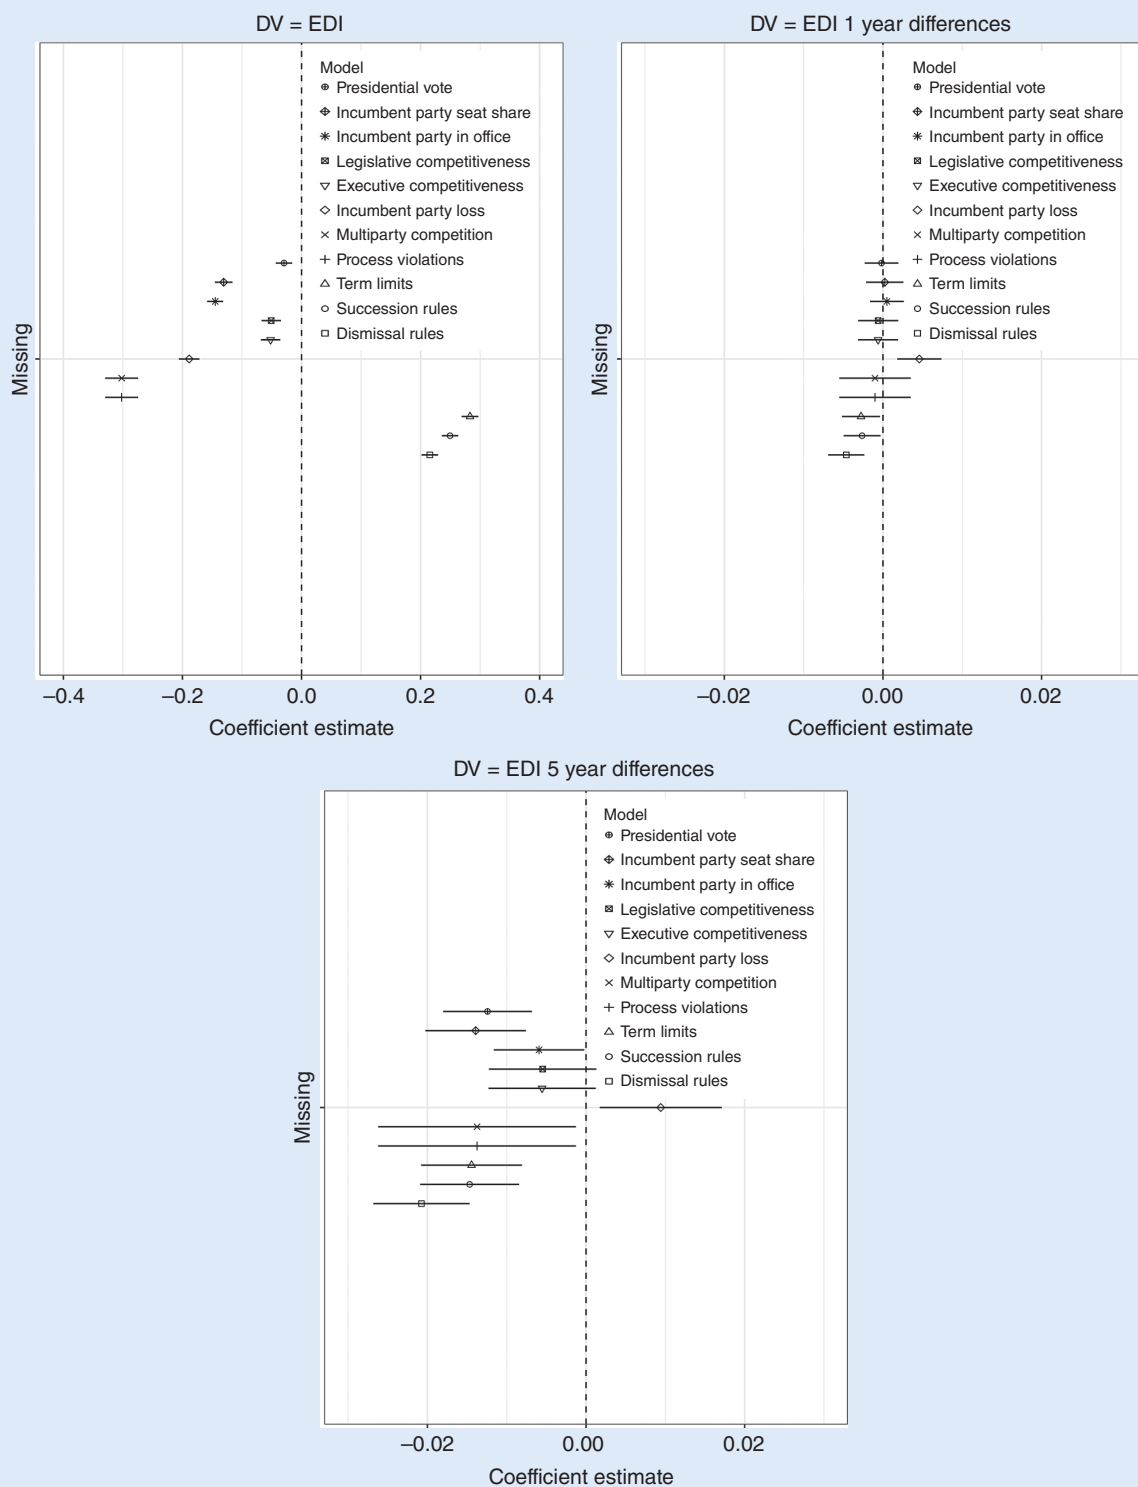 DV = EDI
Model
Presidential vote
Incumbent party seat share
Incumbent party in office
Legislative competitiveness
Executive competitiveness
Incumbent party loss
Multiparty competition
Process violations
Term limits
Succession rules
Dismissal rules
Missing
−0.4 −0.2 0.0 0.2 0.4
Coefficient estimate
DV = EDI 1 year differences
Model
Presidential vote
Incumbent party seat share
Incumbent party in office
Legislative competitiveness
Executive competitiveness
Incumbent party loss
Multiparty competition
Process violations
Term limits
Succession rules
Dismissal rules
Missing
−0.02 0.00 0.02
Coefficient estimate
DV = EDI 5 year differences
Model
Presidential vote
Incumbent party seat share
Incumbent party in office
Legislative competitiveness
Executive competitiveness
Incumbent party loss
Multiparty competition
Process violations
Term limits
Succession rules
Dismissal rules
Missing
−0.02 0.00 0.02
Coefficient estimate